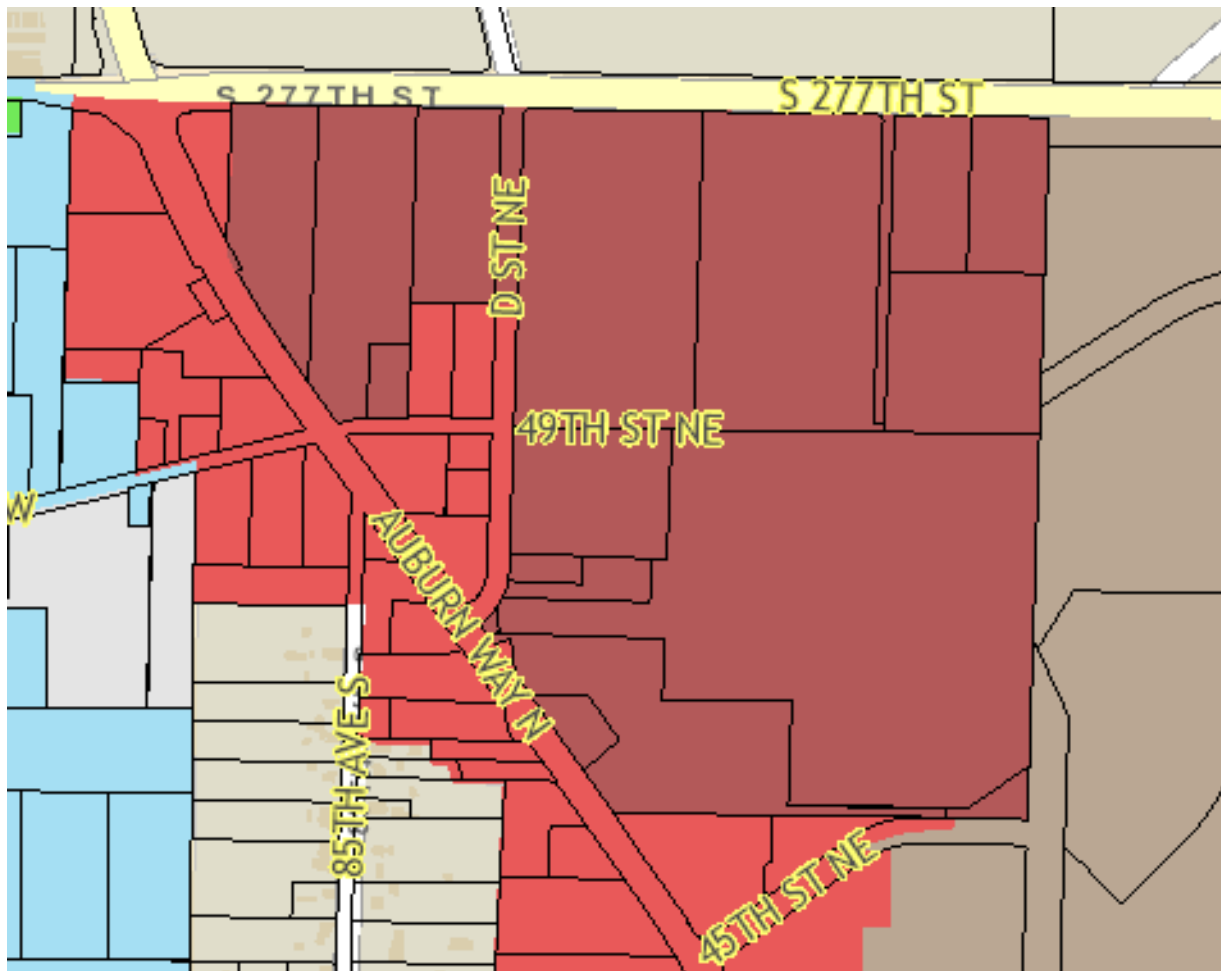 S 277TH ST
S 277TH ST
D ST NE
49TH ST NE
W
AUBURN WAY N
85TH AVE S
45TH ST NE